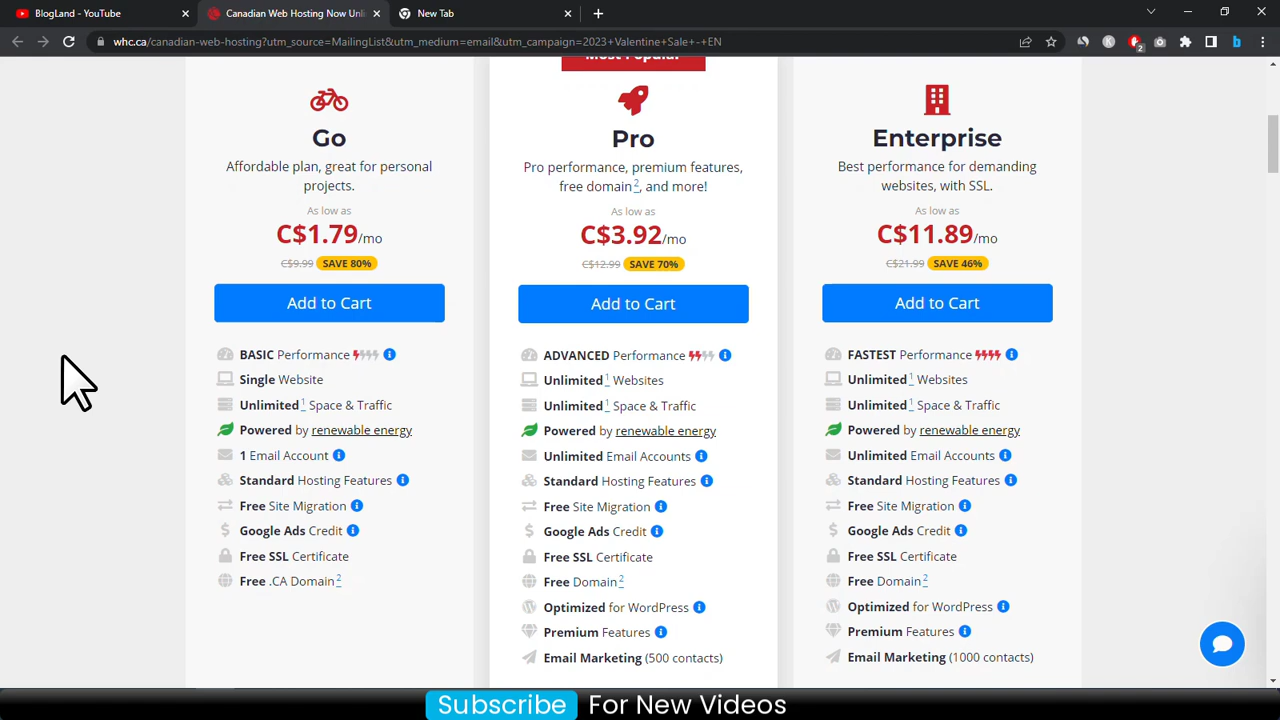 BlogLand - YouTube
Canadian Web Hosting Now Unli
New Tab
whc.ca/canadian-web-hosting?utm_source=MailingList&utm_medium=email&utm_campaign=2023+Valentine+Sale+-+EN
Most Popular
Go
Affordable plan, great for personal
projects.
As low as
C$1.79/mo
C$9.99 SAVE 80%
Add to Cart
BASIC Performance
Single Website
Unlimited1 Space & Traffic
Powered by renewable energy
1 Email Account
Standard Hosting Features
Free Site Migration
Google Ads Credit
Free SSL Certificate
Free .CA Domain2
Pro
Pro performance, premium features,
free domain2, and more!
As low as
C$3.92/mo
C$12.99 SAVE 70%
Add to Cart
ADVANCED Performance
Unlimited1 Websites
Unlimited1 Space & Traffic
Powered by renewable energy
Unlimited Email Accounts
Standard Hosting Features
Free Site Migration
Google Ads Credit
Free SSL Certificate
Free Domain2
Optimized for WordPress
Premium Features
Email Marketing (500 contacts)
Enterprise
Best performance for demanding
websites, with SSL.
As low as
C$11.89/mo
C$21.99 SAVE 46%
Add to Cart
FASTEST Performance
Unlimited1 Websites
Unlimited1 Space & Traffic
Powered by renewable energy
Unlimited Email Accounts
Standard Hosting Features
Free Site Migration
Google Ads Credit
Free SSL Certificate
Free Domain2
Optimized for WordPress
Premium Features
Email Marketing (1000 contacts)
Subscribe For New Videos